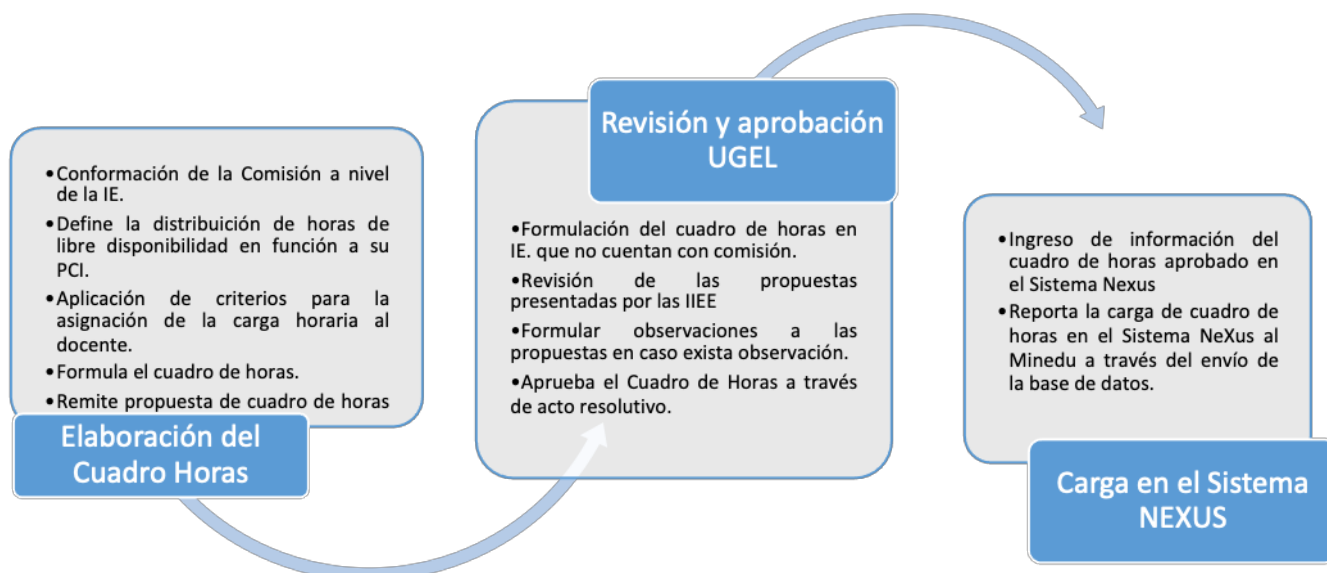 •Conformación de la Comisión a nivel
de la IE.
•Define la distribuición de horas de
libre disponibilidad en función a su
PCI.
•Aplicación de criterios para la
asignación de la carga horaria al
docente.
•Formula el cuadro de horas.
•Remite propuesta de cuadro de horas
Elaboración del
Cuadro Horas
Revisión y aprobación
UGEL
•Formulación del cuadro de horas en
IE. que no cuentan con comisión.
•Revisión de las propuestas
presentadas por las IIEE
•Formular observaciones a las
propuestas en caso exista observación.
•Aprueba el Cuadro de Horas a través
de acto resolutivo.
•Ingreso de información del
cuadro de horas aprobado en
el Sistema Nexus
•Reporta la carga de cuadro de
horas en el Sistema NeXus al
Minedu a través del envío de
la base de datos.
Carga en el Sistema
NEXUS